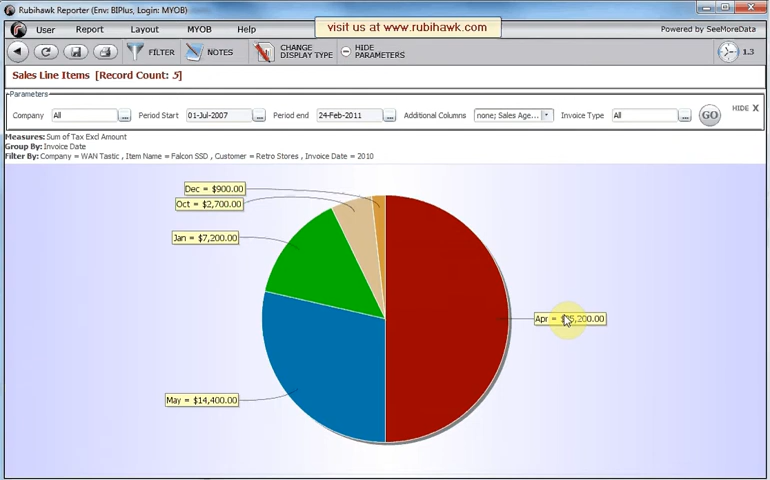 Rubihawk Reporter (Env: BIPlus, Login: MYOB)
visit us at www.rubihawk.com
User Report Layout MYOB Help
Powered by SeeMoreData
FILTER
NOTES
CHANGE
DISPLAY TYPE
HIDE
PARAMETERS
1.3
Sales Line Items [Record Count: 5]
Parameters
Company All ... Period Start 01-Jul-2007 ... Period end 24-Feb-2011 ... Additional Columns none; Sales Age... Invoice Type All ... GO HIDE X
Measures: Sum of Tax Excl Amount
Group By: Invoice Date
Filter By: Company = WAN Tastic , Item Name = Falcon SSD , Customer = Retro Stores , Invoice Date = 2010
Dec = $900.00
Oct = $2,700.00
Jan = $7,200.00
Apr =
May = $14,400.00